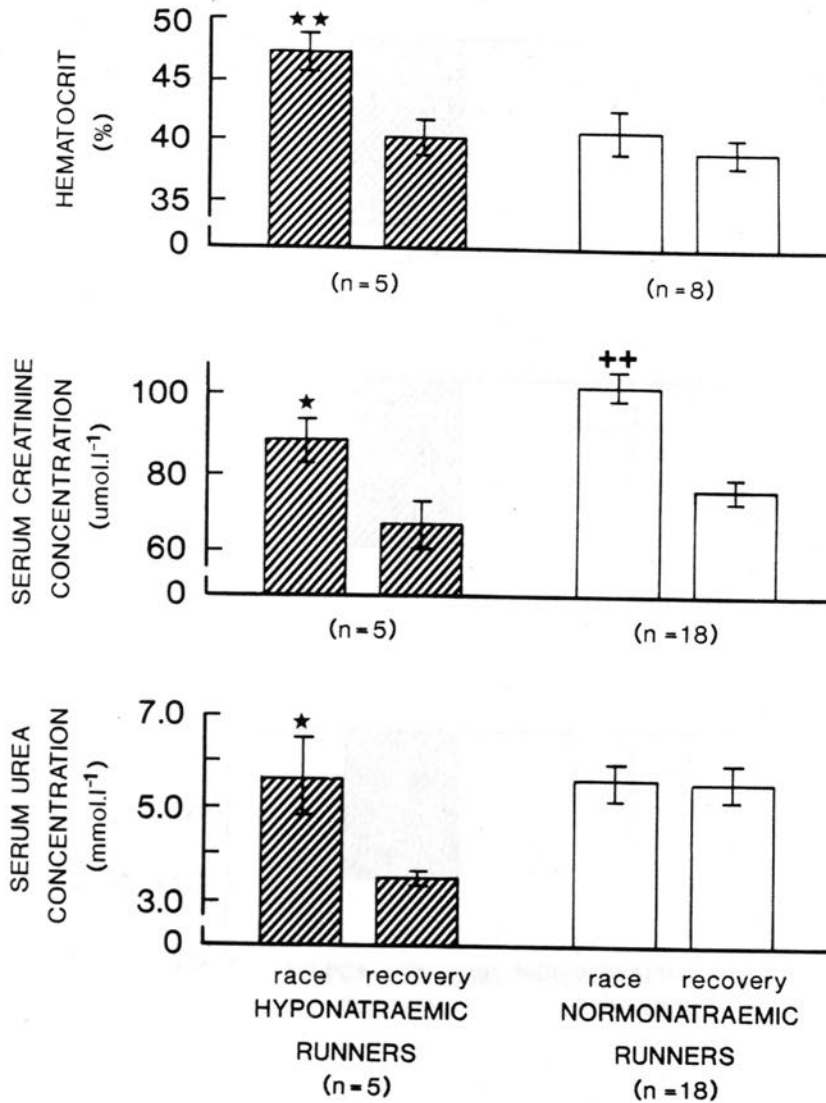 HEMATOCRIT
(%)
50
★★
45
40
35
0
(n=5)
(n=8)
SERUM CREATININE
CONCENTRATION
(umol.l⁻¹)
100
★
++
80
60
0
(n=5)
(n=18)
SERUM UREA
CONCENTRATION
(mmol.l⁻¹)
7.0
★
5.0
3.0
0
race recovery race recovery
HYPONATRAEMIC NORMONATRAEMIC
RUNNERS RUNNERS
(n=5) (n=18)